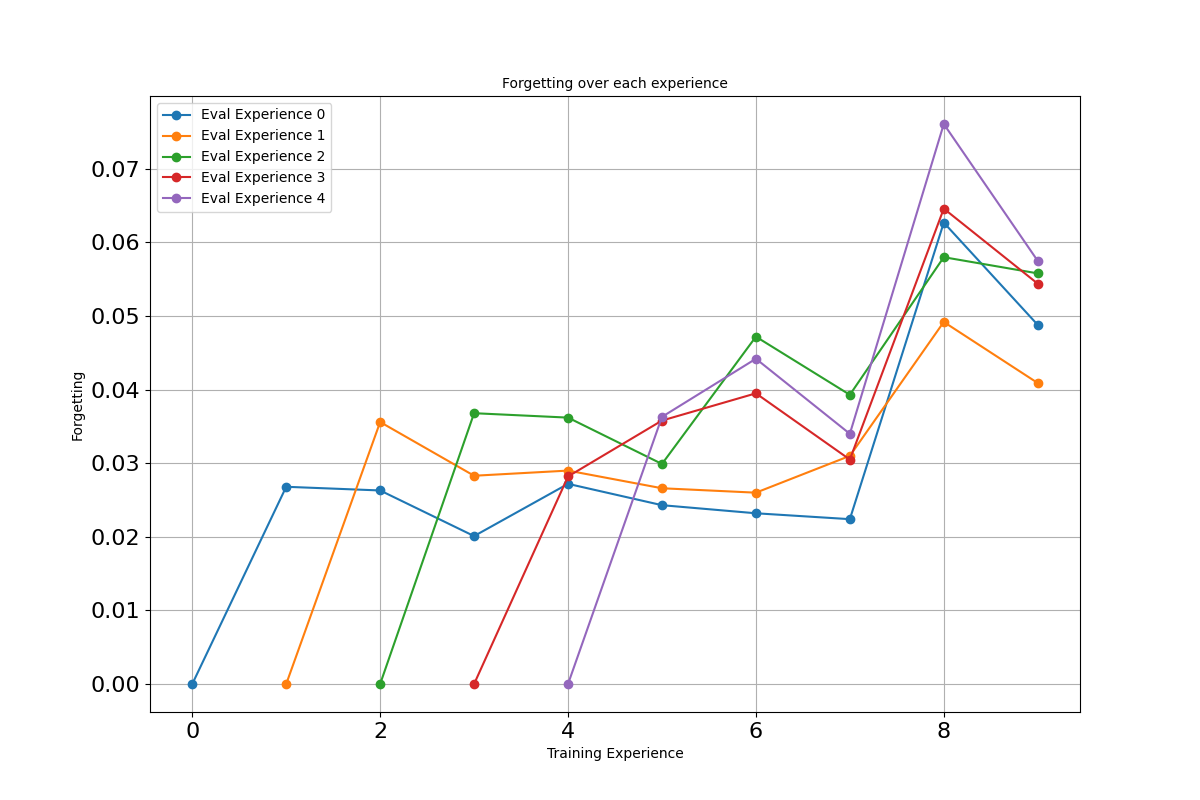 Forgetting over each experience
Eval Experience 0
Eval Experience 1
Eval Experience 2
Eval Experience 3
Eval Experience 4
0.07
0.06
0.05
0.04
0.03
0.02
0.01
0.00
Forgetting
0 2 4 6 8
Training Experience